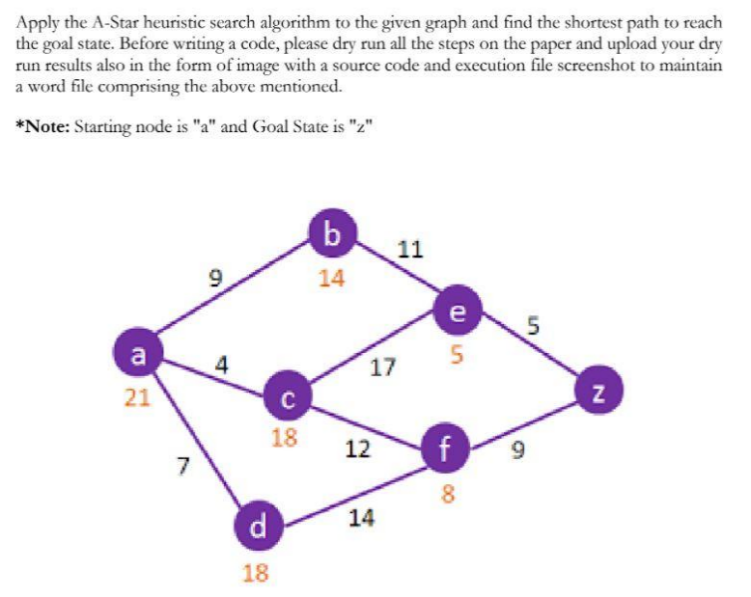 Apply the A-Star heuristic search algorithm to the given graph and find the shortest path to reach
the goal state. Before writing a code, please dry run all the steps on the paper and upload your dry
run results also in the form of image with a source code and execution file screenshot to maintain
a word file comprising the above mentioned.
*Note: Starting node is "a" and Goal State is "z"
b
11
9
14
e
5
a
4
17
5
21
c
z
18
12
f
9
7
8
d
14
18